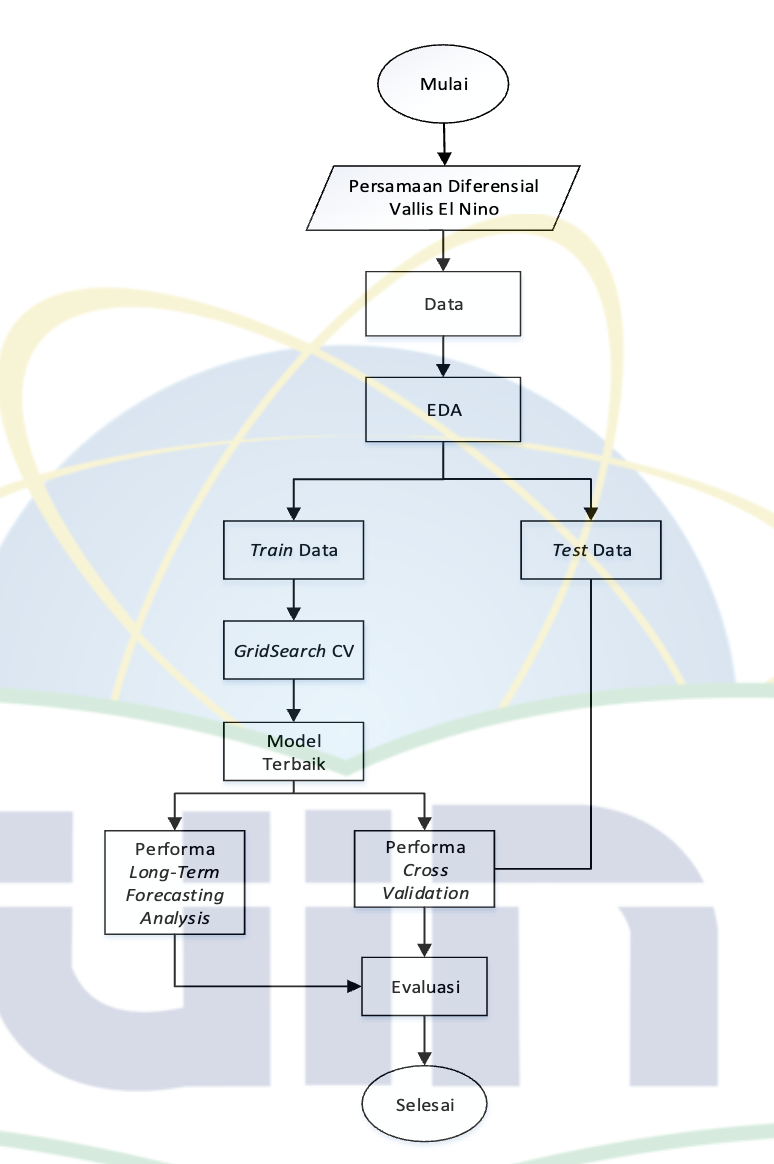 Mulai
Persamaan Diferensial
Vallis El Nino
Data
EDA
Train Data
Test Data
GridSearch CV
Model
Terbaik
Performa
Long-Term
Forecasting
Analysis
Performa
Cross
Validation
Evaluasi
Selesai
uin